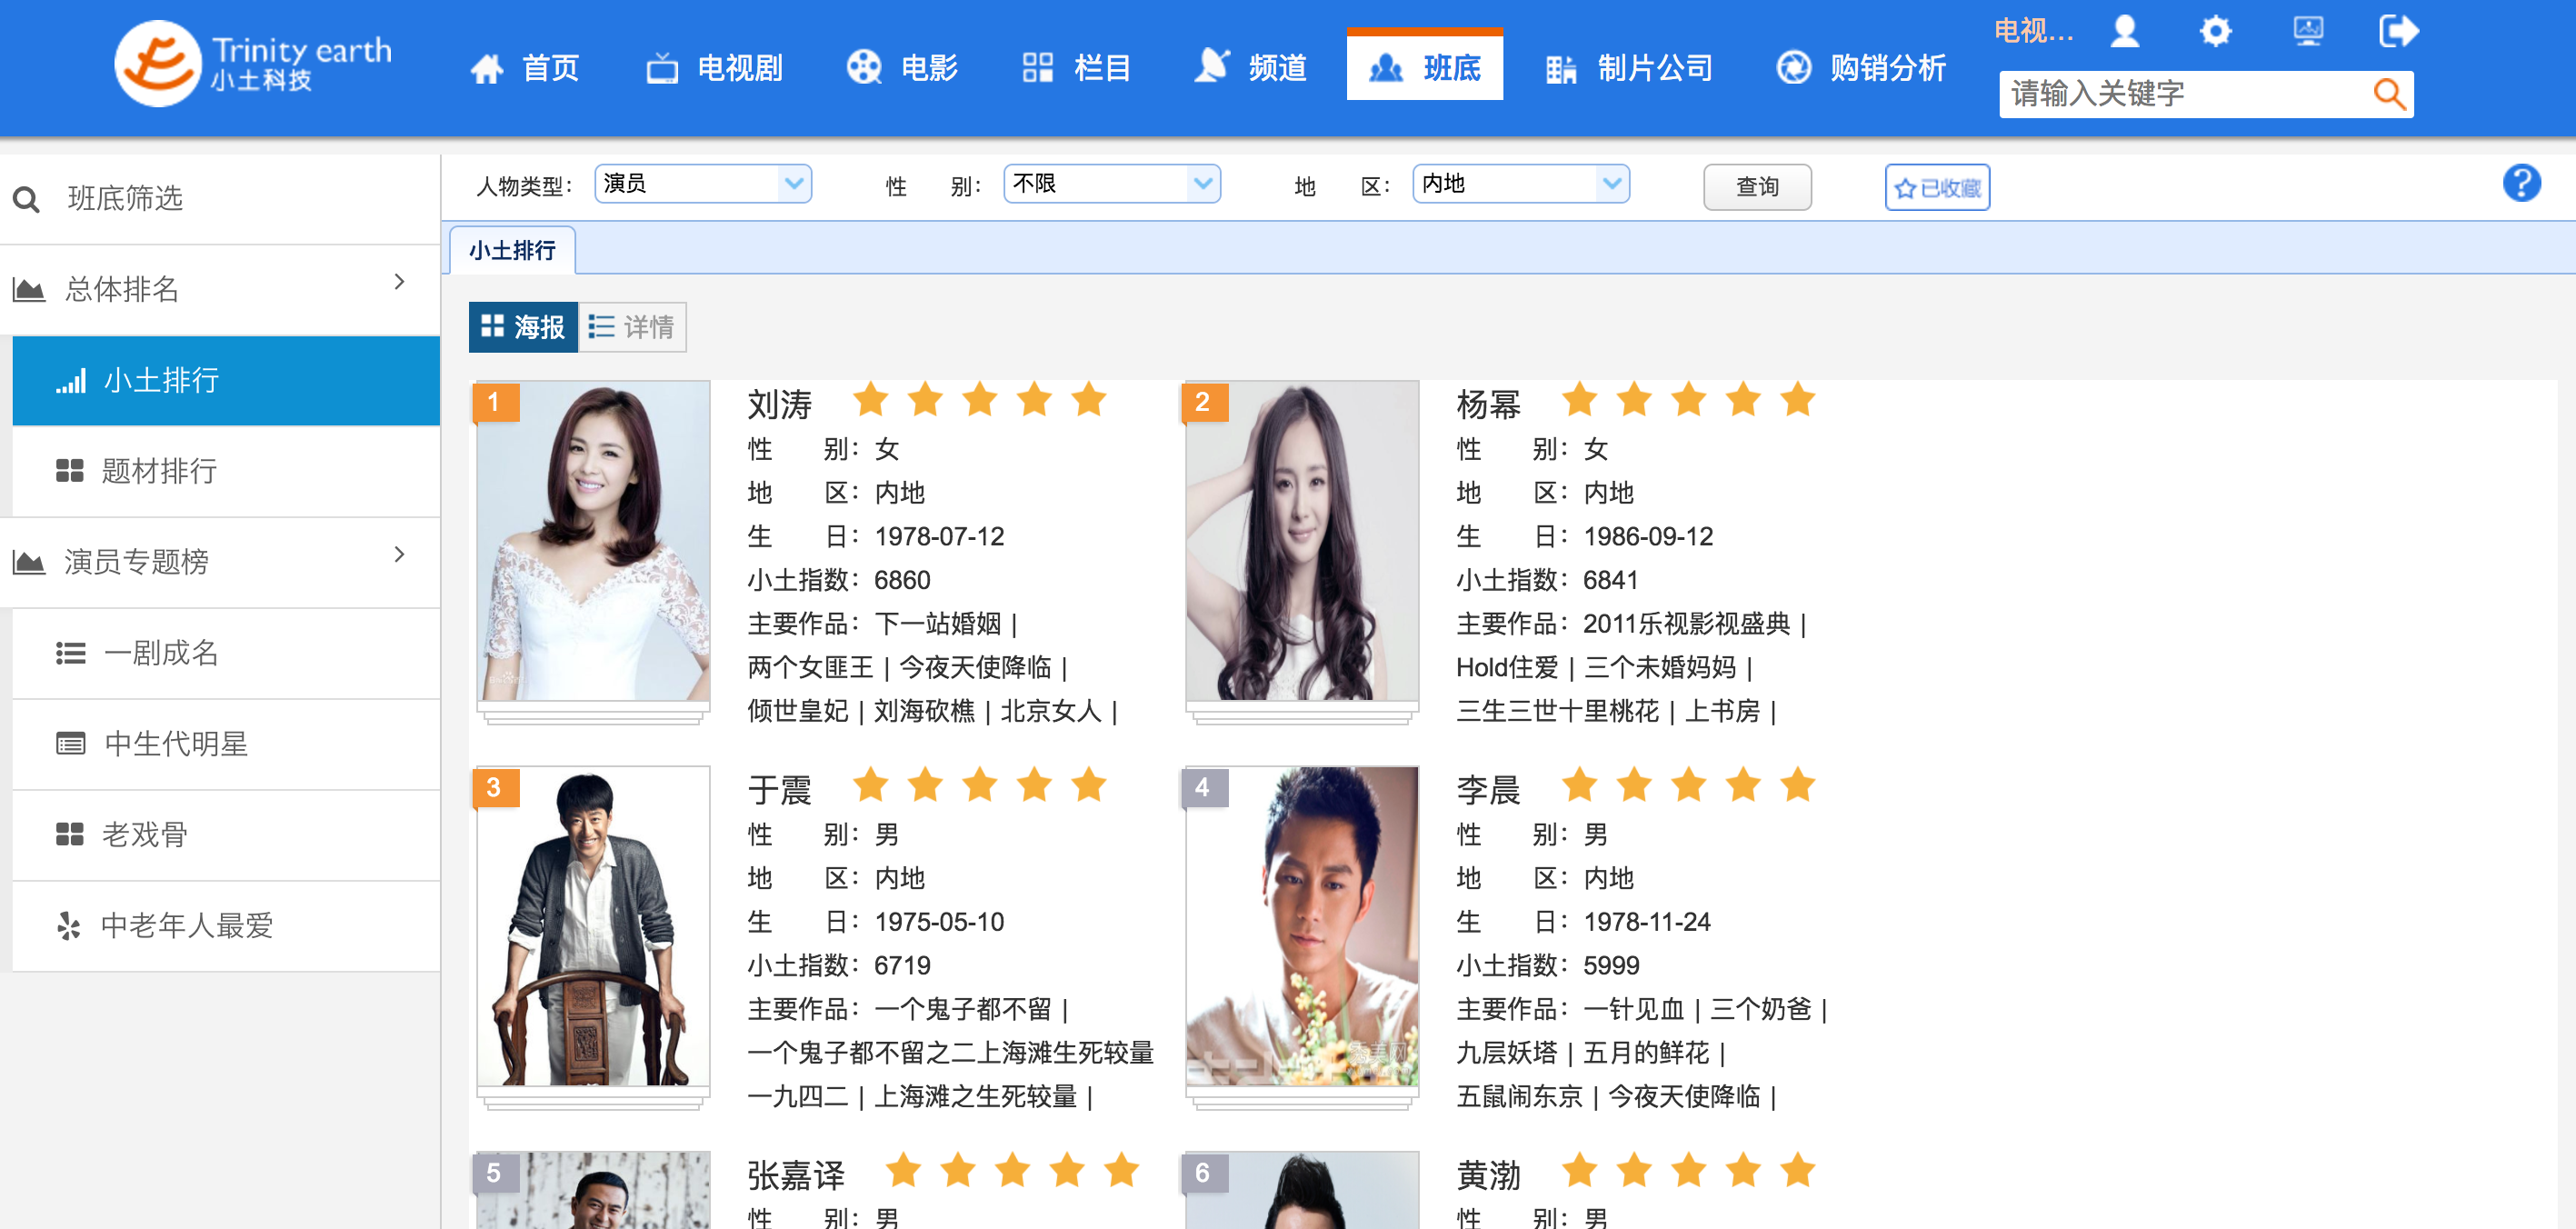 Trinity earth
小土科技
首页
电视剧
电影
栏目
频道
班底
制片公司
购销分析
电视...
请输入关键字
班底筛选
总体排名
小土排行
题材排行
演员专题榜
一剧成名
中生代明星
老戏骨
中老年人最爱
人物类型： 演员 性 别： 不限 地 区： 内地 查询 已收藏 ?
小土排行
海报 详情
1
刘涛
性 别：女
地 区：内地
生 日：1978-07-12
小土指数：6860
主要作品：下一站婚姻 |
两个女匪王 | 今夜天使降临 |
倾世皇妃 | 刘海砍樵 | 北京女人 |
2
杨幂
性 别：女
地 区：内地
生 日：1986-09-12
小土指数：6841
主要作品：2011乐视影视盛典 |
Hold住爱 | 三个未婚妈妈 |
三生三世十里桃花 | 上书房 |
3
于震
性 别：男
地 区：内地
生 日：1975-05-10
小土指数：6719
主要作品：一个鬼子都不留 |
一个鬼子都不留之二上海滩生死较量
一九四二 | 上海滩之生死较量 |
4
李晨
性 别：男
地 区：内地
生 日：1978-11-24
小土指数：5999
主要作品：一针见血 | 三个奶爸 |
九层妖塔 | 五月的鲜花 |
五鼠闹东京 | 今夜天使降临 |
5
张嘉译
性 别：男
6
黄渤
性 别：男